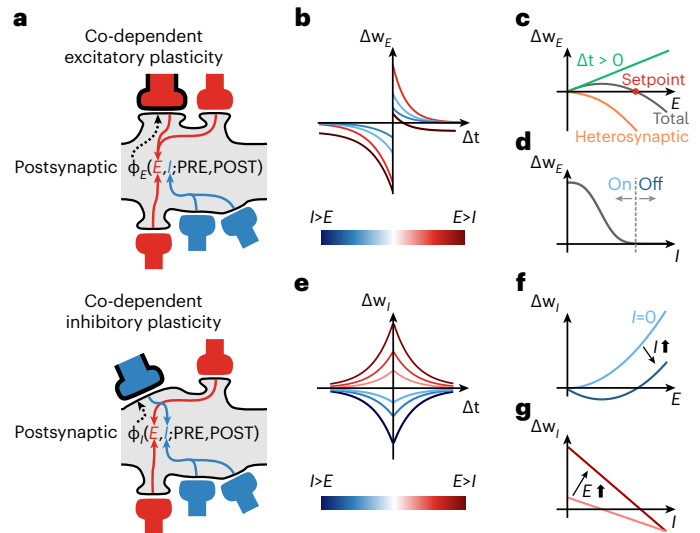 a
Co-dependent
excitatory plasticity
Postsynaptic
ϕE(E,I;PRE,POST)
b
ΔwE
Δt
I>E
E>I
c
ΔwE
Δt > 0
Setpoint
E
Total
Heterosynaptic
d
ΔwE
On
Off
I
Co-dependent
inhibitory plasticity
Postsynaptic
ϕI(E,I;PRE,POST)
e
ΔwI
Δt
I>E
E>I
f
ΔwI
I=0
I ⬆
E
g
ΔwI
E ⬆
I